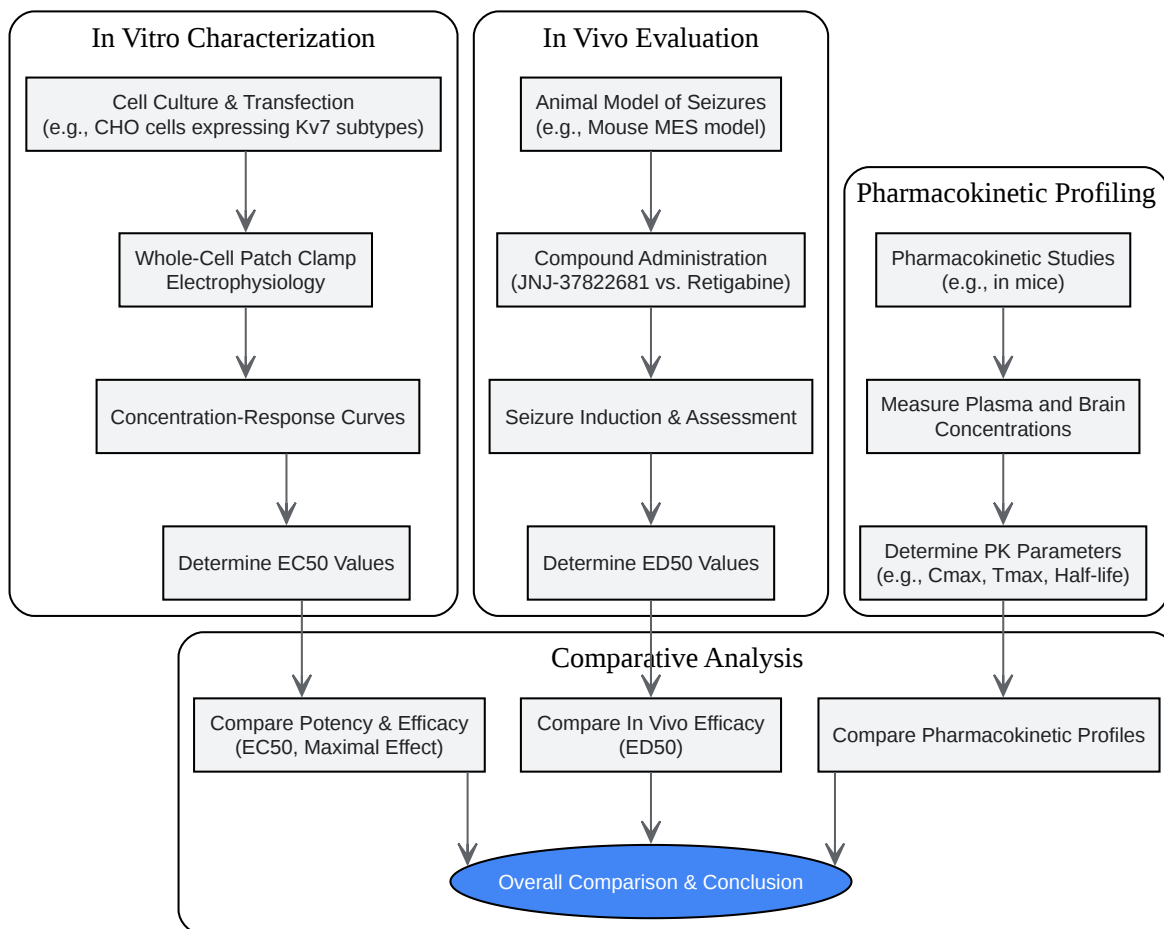 In Vitro Characterization
Cell Culture & Transfection
(e.g., CHO cells expressing Kv7 subtypes)
Whole-Cell Patch Clamp
Electrophysiology
Concentration-Response Curves
Determine EC50 Values
In Vivo Evaluation
Animal Model of Seizures
(e.g., Mouse MES model)
Compound Administration
(JNJ-37822681 vs. Retigabine)
Seizure Induction & Assessment
Determine ED50 Values
Pharmacokinetic Profiling
Pharmacokinetic Studies
(e.g., in mice)
Measure Plasma and Brain
Concentrations
Determine PK Parameters
(e.g., Cmax, Tmax, Half-life)
Comparative Analysis
Compare Potency & Efficacy
(EC50, Maximal Effect)
Compare In Vivo Efficacy
(ED50)
Compare Pharmacokinetic Profiles
Overall Comparison & Conclusion